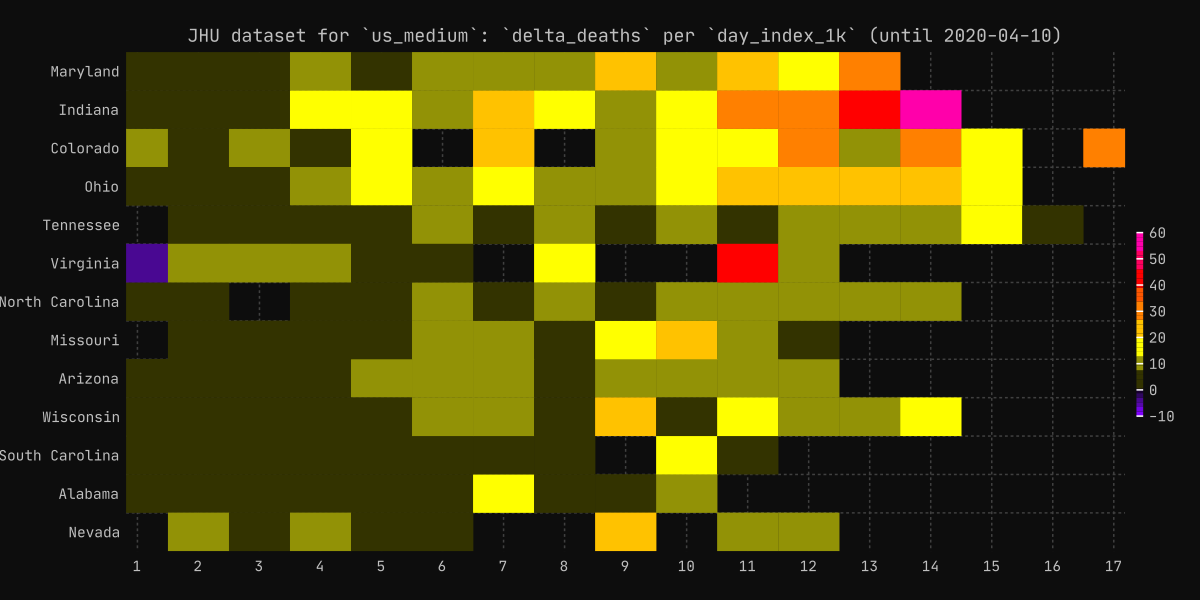 JHU dataset for `us_medium`: `delta_deaths` per `day_index_1k` (until 2020-04-10)
Maryland
Indiana
Colorado
Ohio
Tennessee
Virginia
North Carolina
Missouri
Arizona
Wisconsin
South Carolina
Alabama
Nevada
1 2 3 4 5 6 7 8 9 10 11 12 13 14 15 16 17
60
50
40
30
20
10
0
-10